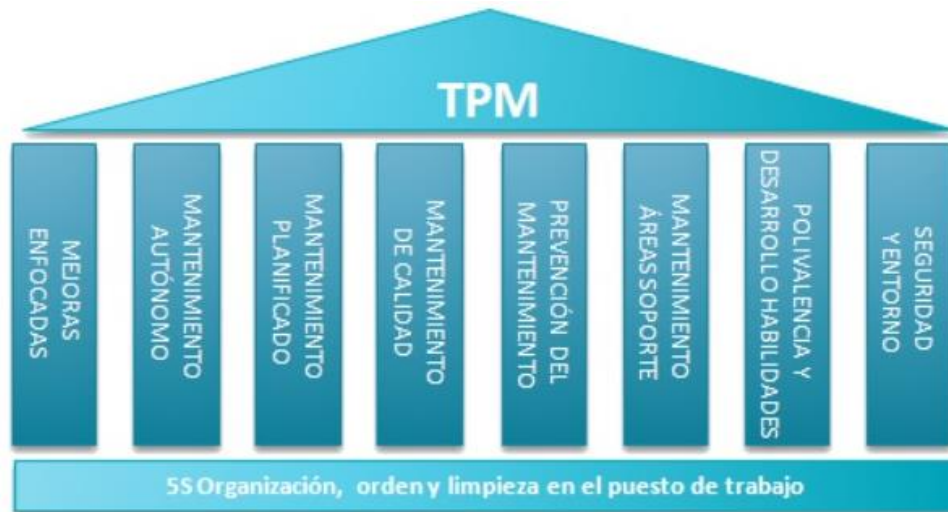 TPM
MEJORAS
ENFOCADAS
MANTENIMIENTO
AUTÓNOMO
MANTENIMIENTO
PLANIFICADO
MANTENIMIENTO
DE CALIDAD
PREVENCIÓN DEL
MANTENIMIENTO
MANTENIMIENTO
ÁREAS SOPORTE
POLIVALENCIA Y
DESARROLLO HABILIDADES
SEGURIDAD
Y ENTORNO
5S Organización, orden y limpieza en el puesto de trabajo